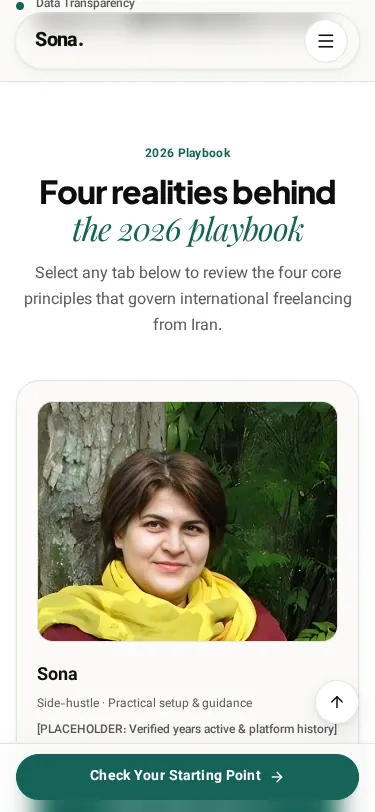 Data Transparency
Sona.
2026 Playbook
Four realities behind
the 2026 playbook
Select any tab below to review the four core
principles that govern international freelancing
from Iran.
Sona
Side-hustle · Practical setup & guidance
[PLACEHOLDER: Verified years active & platform history]
Check Your Starting Point →